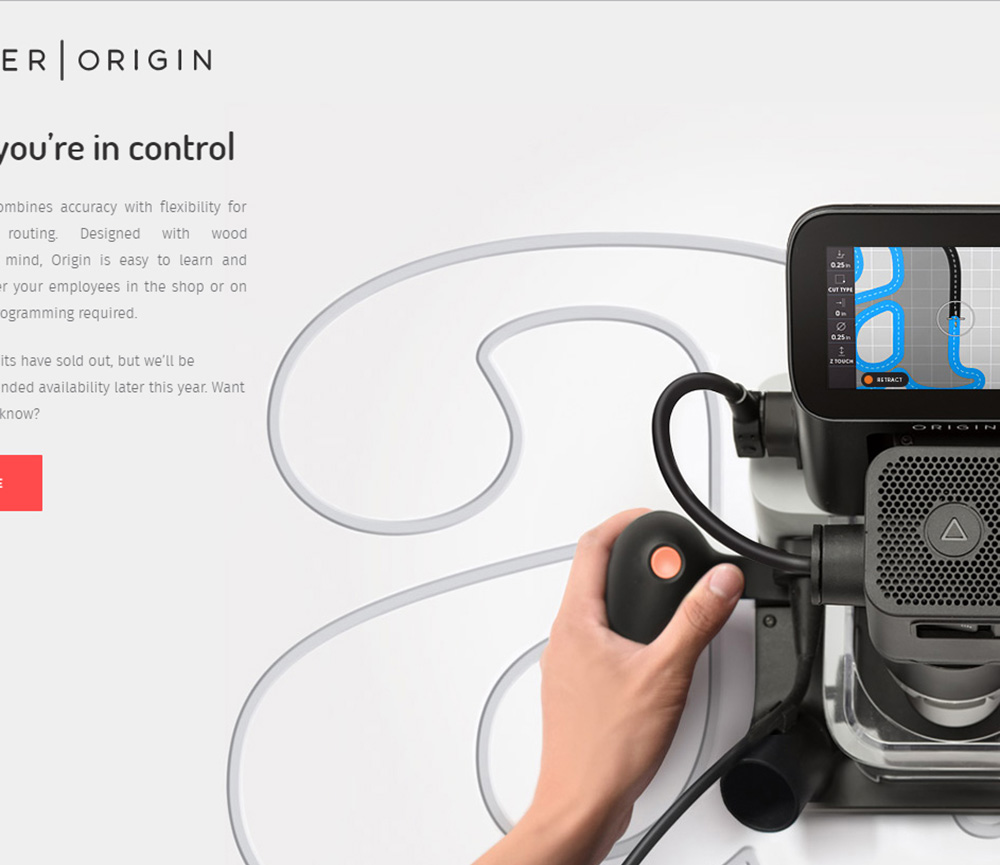 ER | ORIGIN
you’re in control
ombines accuracy with flexibility for
routing. Designed with wood
mind, Origin is easy to learn and
er your employees in the shop or on
ogramming required.
its have sold out, but we’ll be
nded availability later this year. Want
know?
E
0.25 in
CUT TYPE
0 in
0.25 in
Z TOUCH
RETRACT
ORIGIN